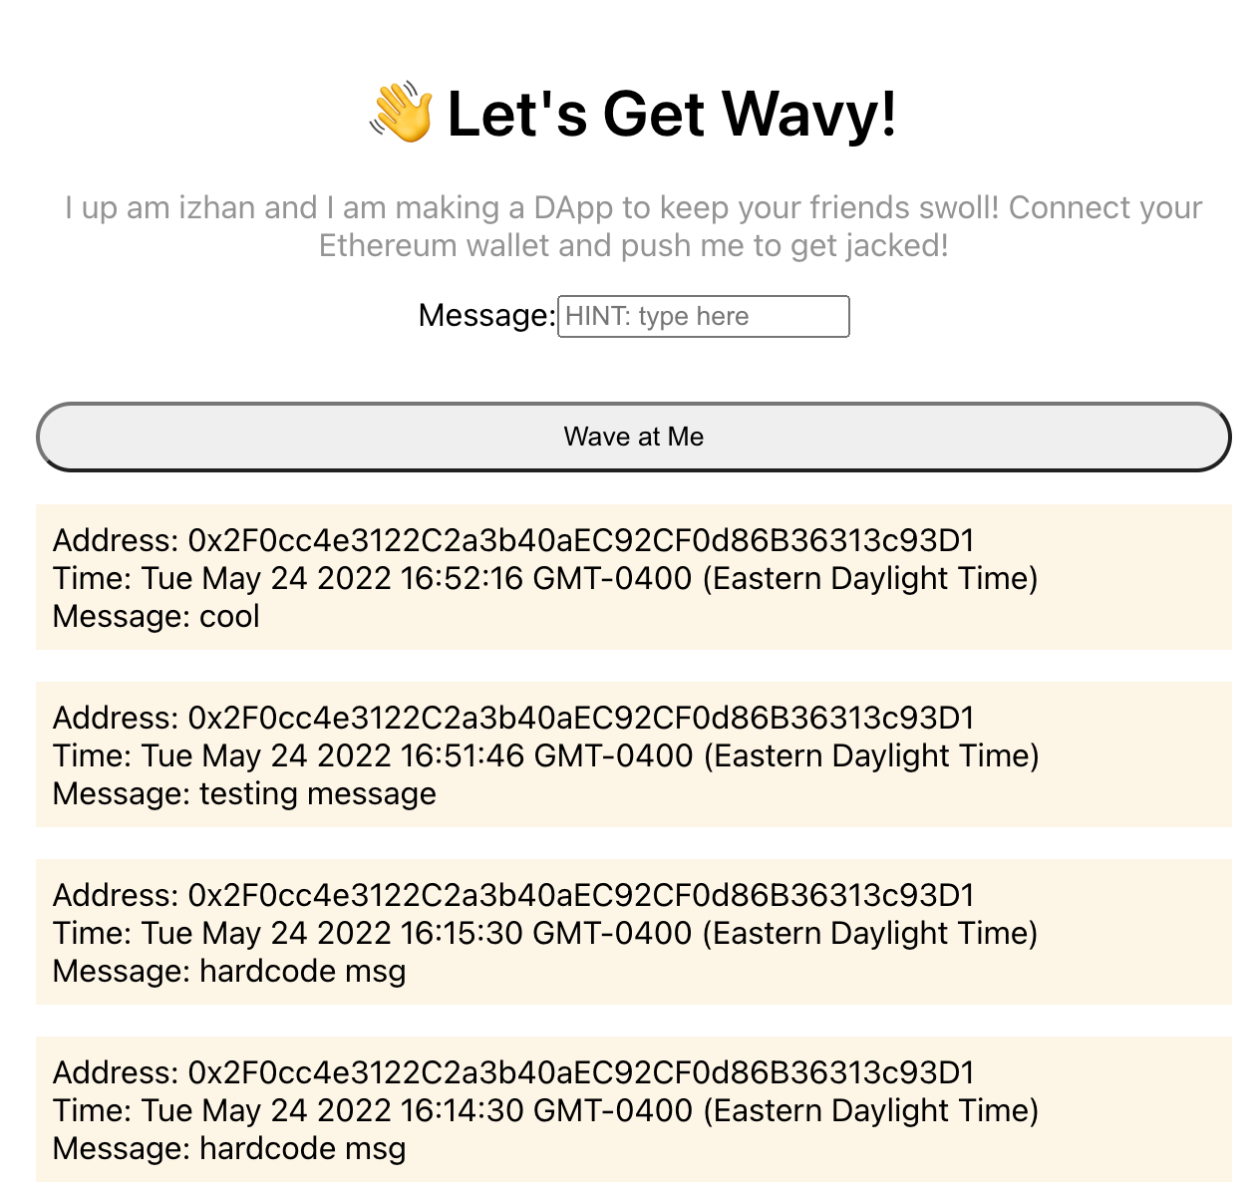 👋 Let's Get Wavy!
I up am izhan and I am making a DApp to keep your friends swoll! Connect your
Ethereum wallet and push me to get jacked!
Message: HINT: type here
Wave at Me
Address: 0x2F0cc4e3122C2a3b40aEC92CF0d86B36313c93D1
Time: Tue May 24 2022 16:52:16 GMT-0400 (Eastern Daylight Time)
Message: cool
Address: 0x2F0cc4e3122C2a3b40aEC92CF0d86B36313c93D1
Time: Tue May 24 2022 16:51:46 GMT-0400 (Eastern Daylight Time)
Message: testing message
Address: 0x2F0cc4e3122C2a3b40aEC92CF0d86B36313c93D1
Time: Tue May 24 2022 16:15:30 GMT-0400 (Eastern Daylight Time)
Message: hardcode msg
Address: 0x2F0cc4e3122C2a3b40aEC92CF0d86B36313c93D1
Time: Tue May 24 2022 16:14:30 GMT-0400 (Eastern Daylight Time)
Message: hardcode msg